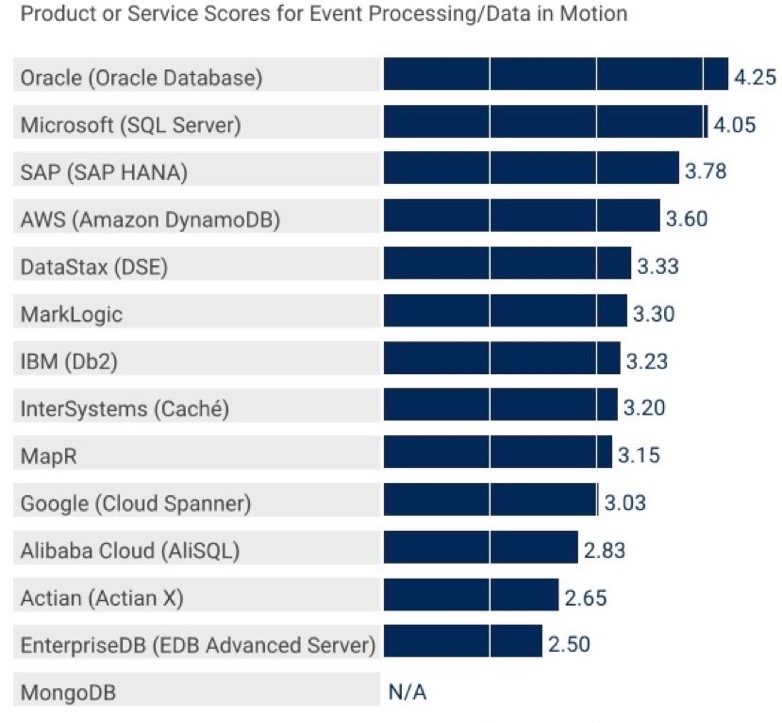 Product or Service Scores for Event Processing/Data in Motion
Oracle (Oracle Database) 4.25
Microsoft (SQL Server) 4.05
SAP (SAP HANA) 3.78
AWS (Amazon DynamoDB) 3.60
DataStax (DSE) 3.33
MarkLogic 3.30
IBM (Db2) 3.23
InterSystems (Caché) 3.20
MapR 3.15
Google (Cloud Spanner) 3.03
Alibaba Cloud (AliSQL) 2.83
Actian (Actian X) 2.65
EnterpriseDB (EDB Advanced Server) 2.50
MongoDB N/A